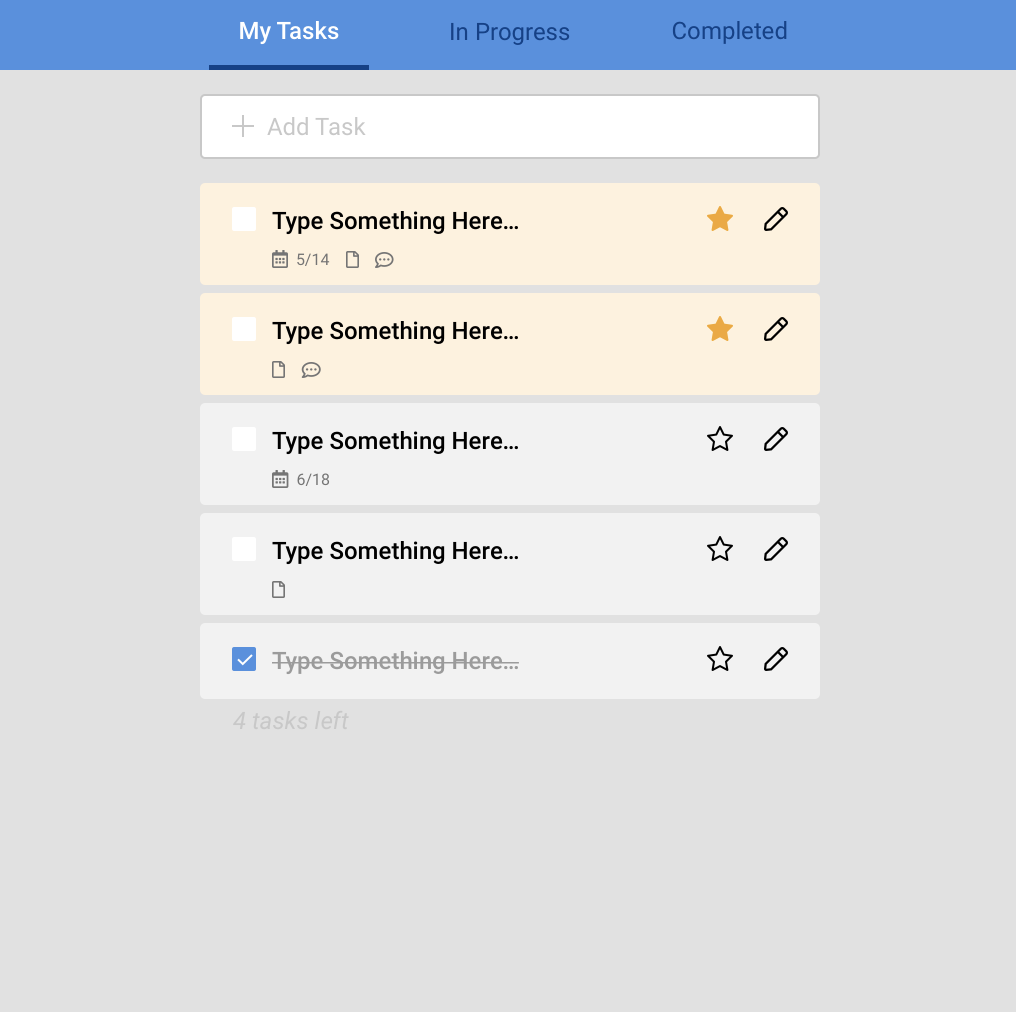 My Tasks In Progress Completed
Add Task
Type Something Here…
5/14
Type Something Here…
Type Something Here…
6/18
Type Something Here…
Type Something Here…
4 tasks left